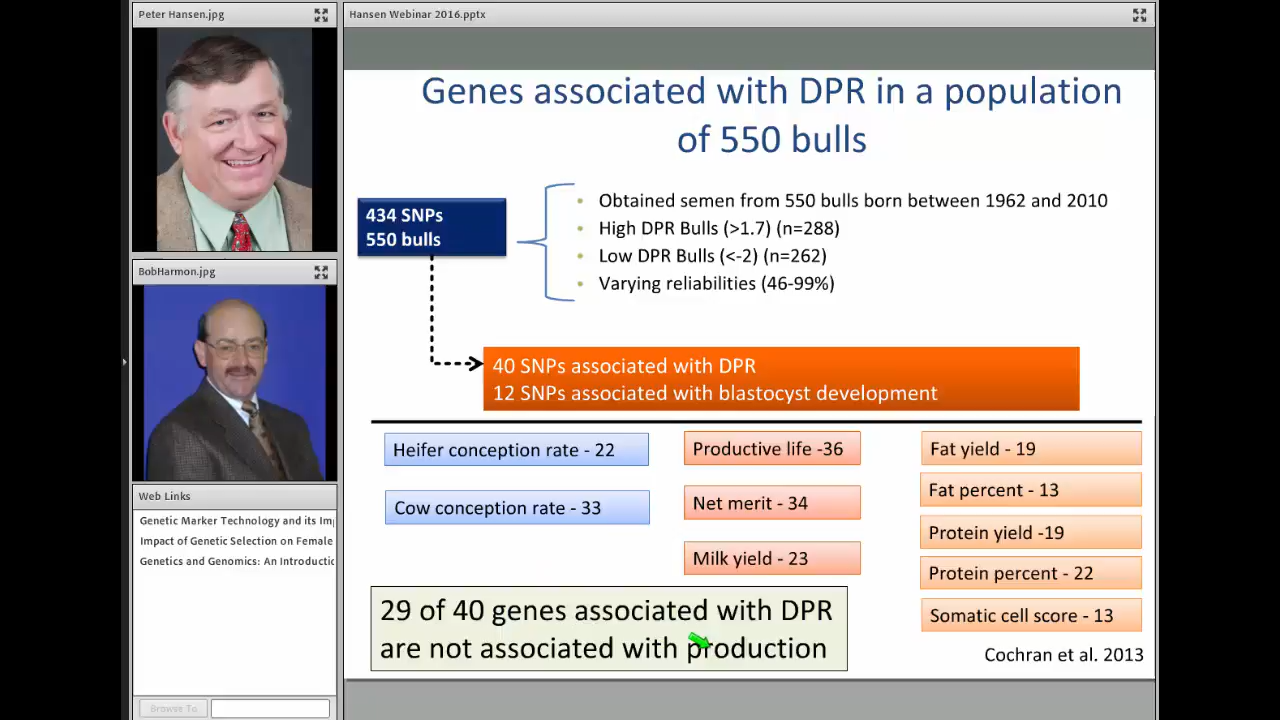 Peter Hansen.jpg
BobHarmon.jpg
Web Links
Genetic Marker Technology and its Im
Impact of Genetic Selection on Female
Genetics and Genomics: An Introductio
Browse To
Hansen Webinar 2016.pptx
Genes associated with DPR in a population
of 550 bulls
434 SNPs
550 bulls
• Obtained semen from 550 bulls born between 1962 and 2010
• High DPR Bulls (>1.7) (n=288)
• Low DPR Bulls (<-2) (n=262)
• Varying reliabilities (46-99%)
40 SNPs associated with DPR
12 SNPs associated with blastocyst development
Heifer conception rate - 22
Cow conception rate - 33
Productive life -36
Net merit - 34
Milk yield - 23
Fat yield - 19
Fat percent - 13
Protein yield -19
Protein percent - 22
Somatic cell score - 13
29 of 40 genes associated with DPR
are not associated with production
Cochran et al. 2013